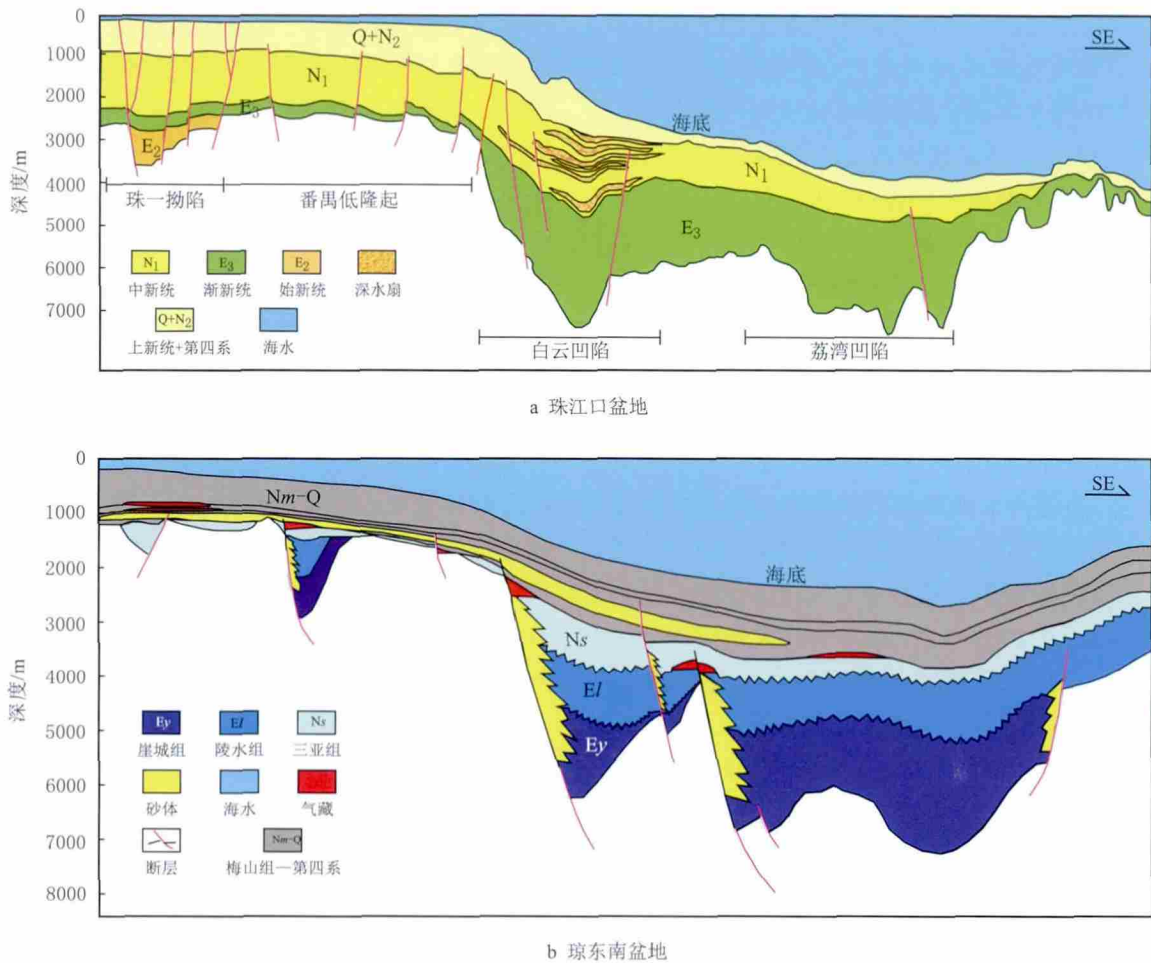 0
1000
2000
3000
4000
5000
6000
7000
深度/m
Q+N2
N1
E3
E2
SE
海底
N1
E3
珠一拗陷 番禺低隆起
N1 E3 E2
中新统 渐新统 始新统 深水扇
Q+N2
上新统+第四系 海水
白云凹陷 荔湾凹陷
a 珠江口盆地
0
1000
2000
3000
4000
5000
6000
7000
8000
深度/m
Nm-Q
SE
海底
Ns
El
Ey
Ey El Ns
崖城组 陵水组 三亚组
砂体 海水 气藏
Nm-Q
断层 梅山组—第四系
b 琼东南盆地